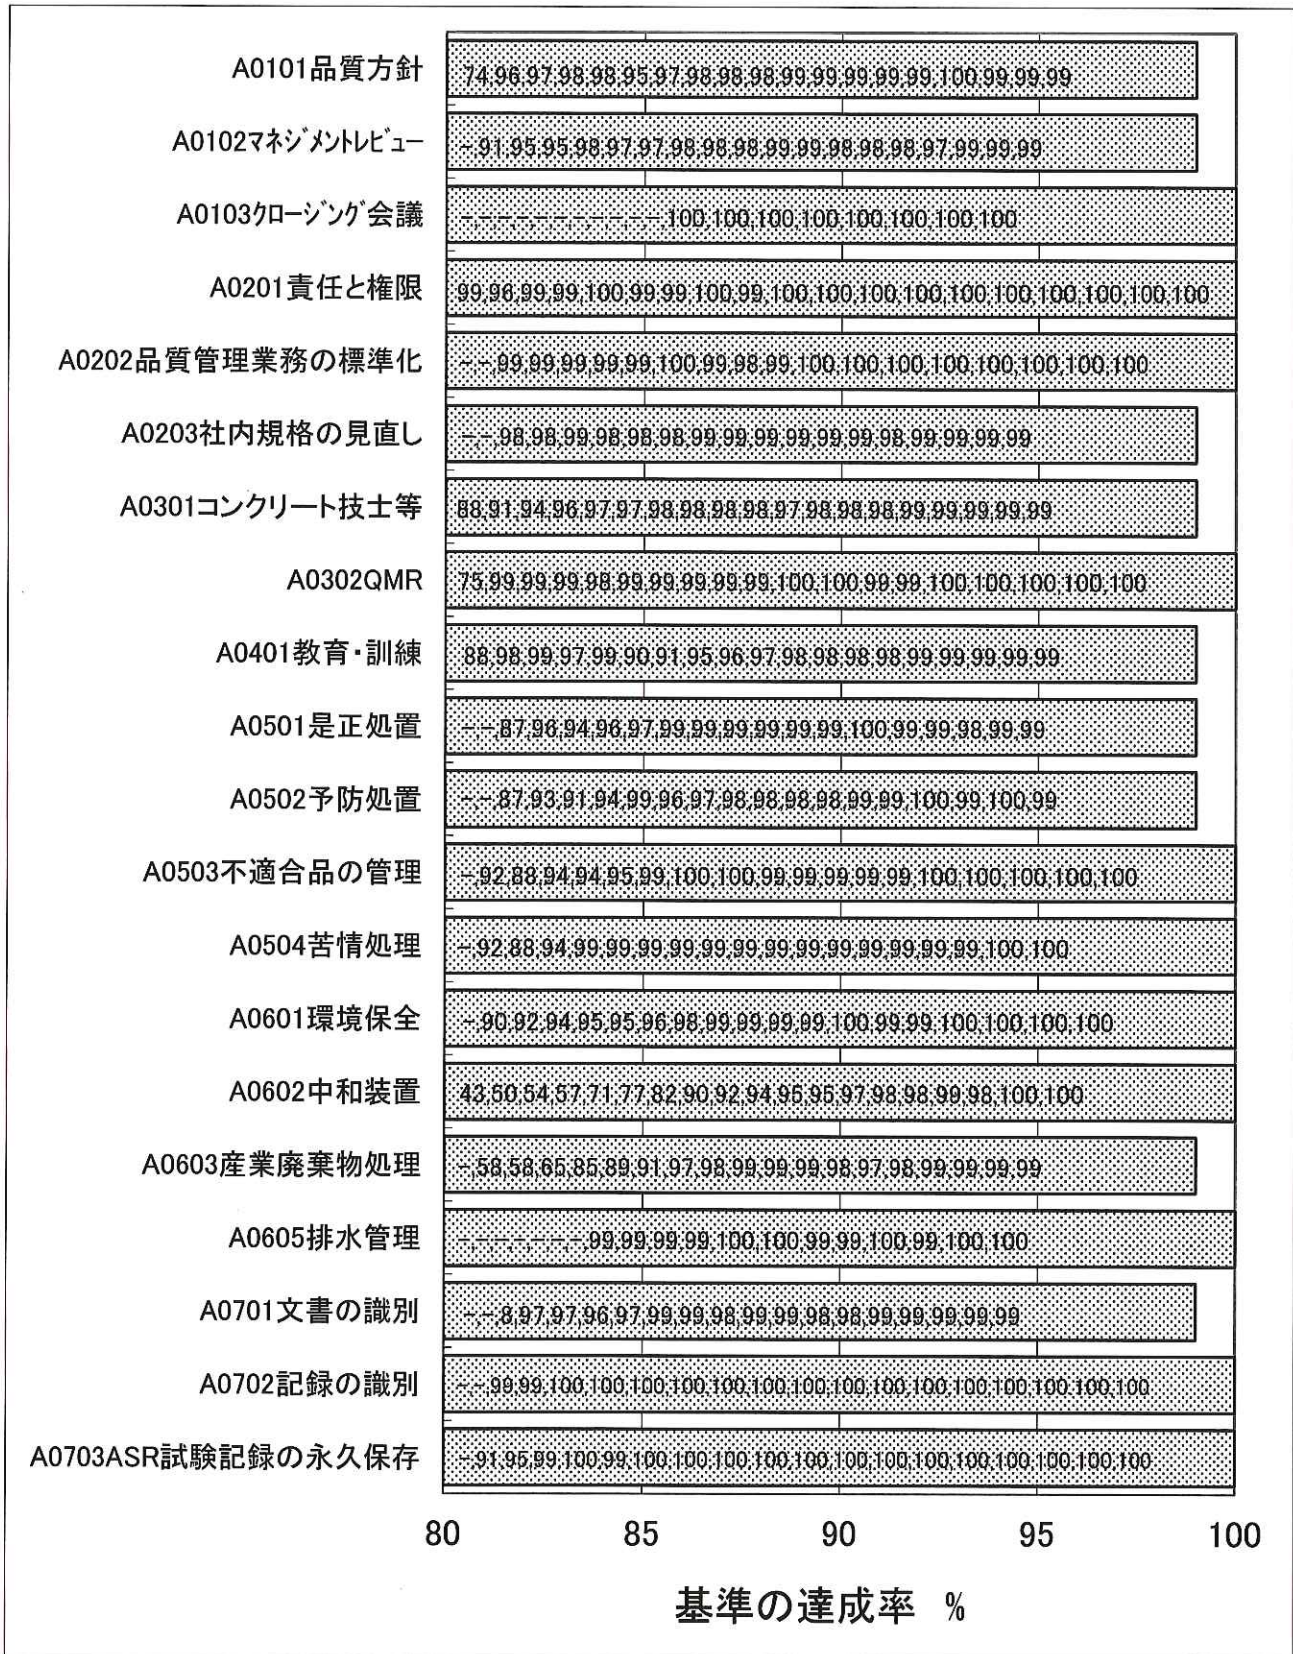 A0101品質方針 74,96,97,98,98,95,97,98,98,98,99,99,99,99,99,100,99,99,99
A0102マネジメントレビュー -,91,95,95,98,97,97,98,98,98,99,99,98,98,98,97,99,99,99
A0103クロージング会議 -,-,-,-,-,-,-,-,-,-,-,100,100,100,100,100,100,100,100
A0201責任と権限 99,96,99,99,100,99,99,100,99,100,100,100,100,100,100,100,100,100,100
A0202品質管理業務の標準化 -,-,99,99,99,99,99,100,99,98,99,100,100,100,100,100,100,100,100
A0203社内規格の見直し -,-,98,98,99,98,98,98,99,99,99,99,99,99,98,99,99,99,99
A0301コンクリート技士等 88,91,94,96,97,97,98,98,98,98,97,98,98,98,99,99,99,99,99
A0302QMR 75,99,99,99,98,99,99,99,99,99,100,100,99,99,100,100,100,100,100
A0401教育・訓練 88,98,99,97,99,90,91,95,96,97,98,98,98,98,99,99,99,99,99
A0501是正処置 -,-,87,96,94,96,97,99,99,99,99,99,99,100,99,99,98,99,99
A0502予防処置 -,-,87,93,91,94,99,96,97,98,98,98,98,99,99,100,99,100,99
A0503不適合品の管理 -,92,88,94,94,95,99,100,100,99,99,99,99,99,100,100,100,100,100
A0504苦情処理 -,92,88,94,99,99,99,99,99,99,99,99,99,99,99,99,99,100,100
A0601環境保全 -,90,92,94,95,95,96,98,99,99,99,99,100,99,99,100,100,100,100
A0602中和装置 43,50,54,57,71,77,82,90,92,94,95,95,97,98,98,99,98,100,100
A0603産業廃棄物処理 -,58,58,65,85,89,91,97,98,99,99,99,98,97,98,99,99,99,99
A0605排水管理 -,-,-,-,-,-,-,99,99,99,99,100,100,99,99,100,99,100,100
A0701文書の識別 -,-,8,97,97,96,97,99,99,98,99,99,98,98,99,99,99,99,99
A0702記録の識別 -,-,99,99,100,100,100,100,100,100,100,100,100,100,100,100,100,100,100
A0703ASR試験記録の永久保存 -,91,95,99,100,99,100,100,100,100,100,100,100,100,100,100,100,100,100
80 85 90 95 100
基準の達成率 %